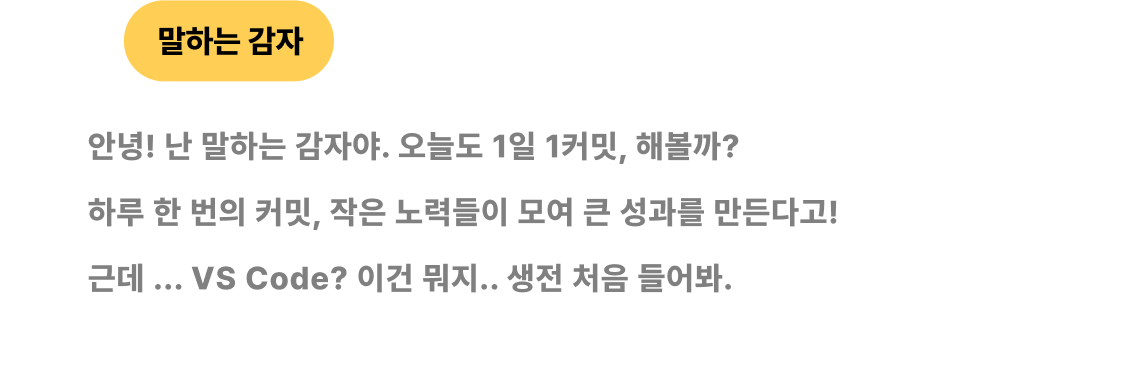 말하는 감자
안녕! 난 말하는 감자야. 오늘도 1일 1커밋, 해볼까?
하루 한 번의 커밋, 작은 노력들이 모여 큰 성과를 만든다고!
근데 ... VS Code? 이건 뭐지.. 생전 처음 들어봐.